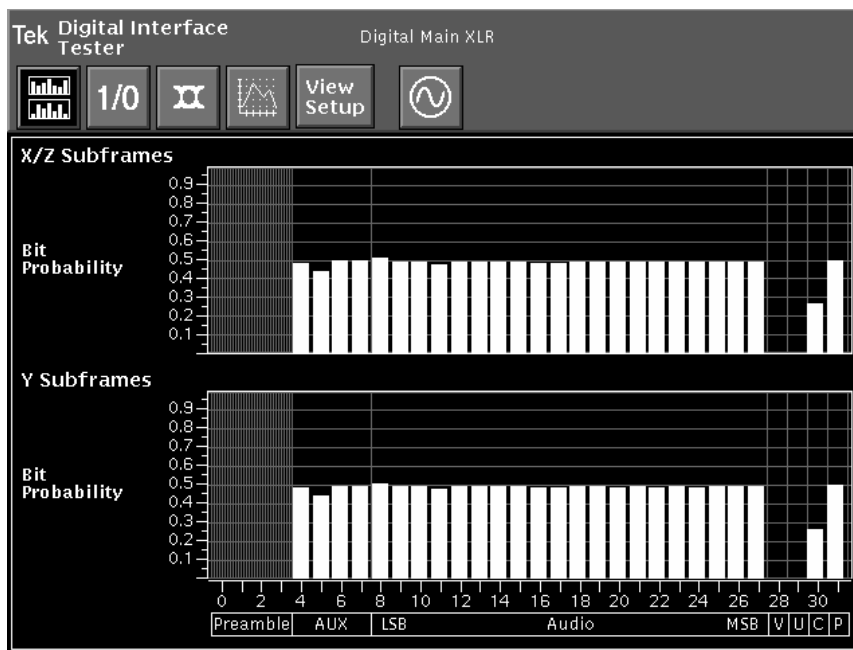 Tek Digital Interface
Tester
Digital Main XLR
1/0
View
Setup
X/Z Subframes
Bit
Probability
0.9
0.8
0.7
0.6
0.5
0.4
0.3
0.2
0.1
Y Subframes
Bit
Probability
0.9
0.8
0.7
0.6
0.5
0.4
0.3
0.2
0.1
0 2 4 6 8 10 12 14 16 18 20 22 24 26 28 30
Preamble AUX LSB Audio MSB V U C P